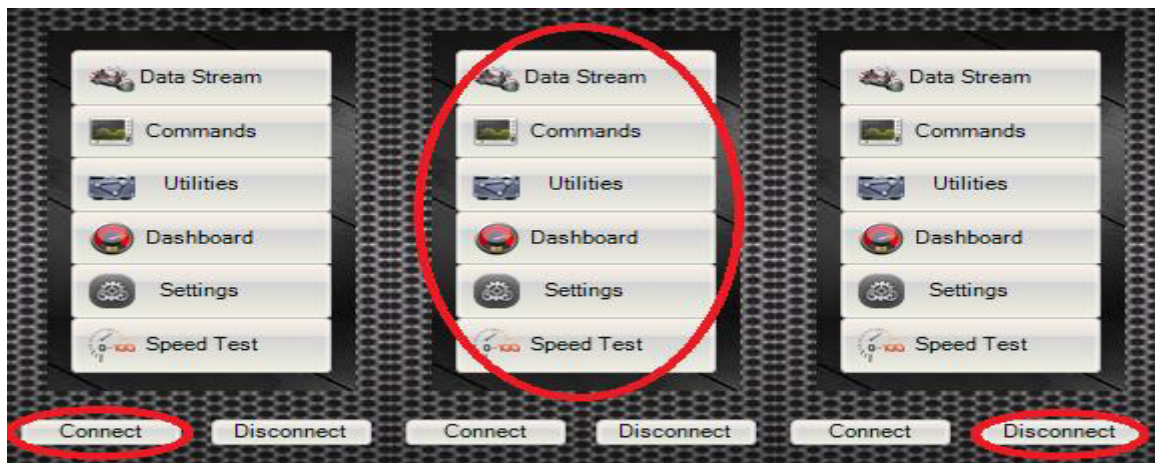 Data Stream
Commands
Utilities
Dashboard
Settings
Speed Test
Connect Disconnect
Data Stream
Commands
Utilities
Dashboard
Settings
Speed Test
Connect Disconnect
Data Stream
Commands
Utilities
Dashboard
Settings
Speed Test
Connect Disconnect